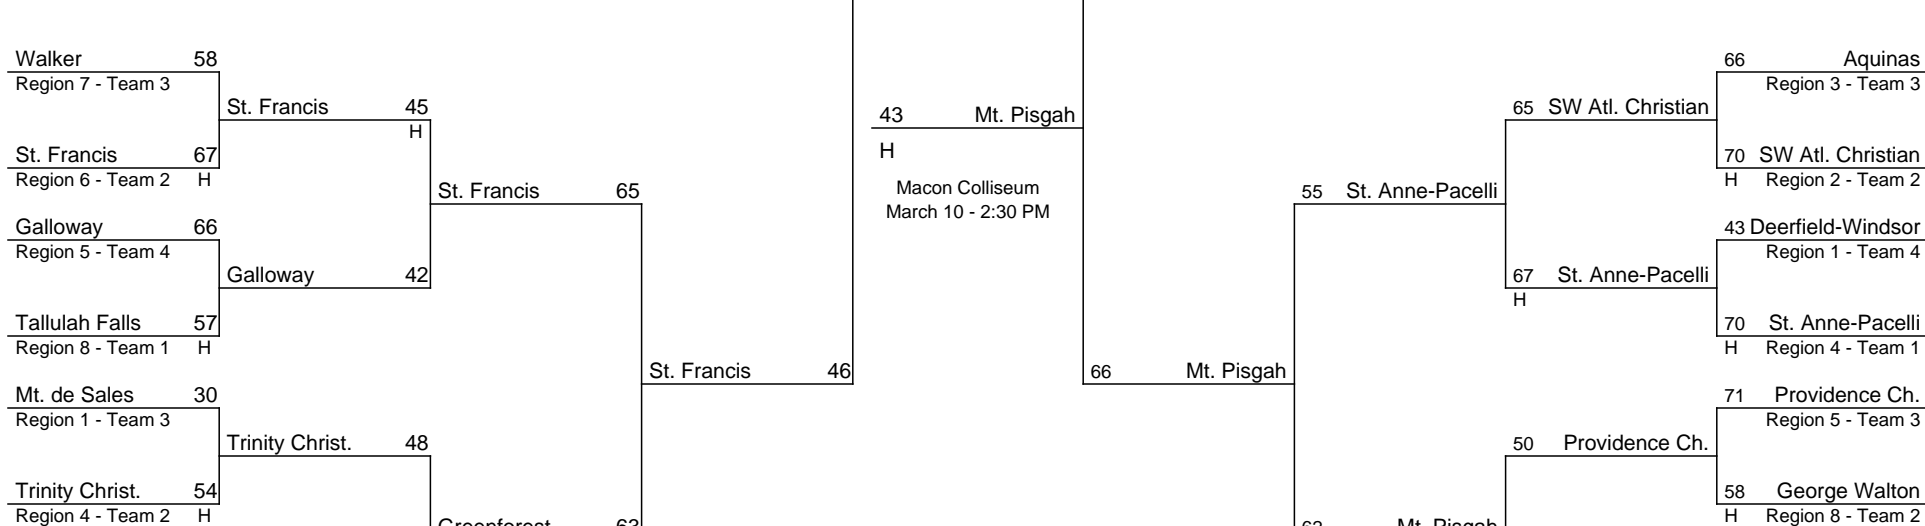 Walker 58
Region 7 - Team 3
St. Francis 45
H
St. Francis 67
Region 6 - Team 2 H
St. Francis 65
Galloway 66
Region 5 - Team 4
Galloway 42
Tallulah Falls 57
Region 8 - Team 1 H
St. Francis 46
Mt. de Sales 30
Region 1 - Team 3
Trinity Christ. 48
Trinity Christ. 54
Region 4 - Team 2 H
Greenforest 63
43 Mt. Pisgah
H
Macon Colliseum
March 10 - 2:30 PM
66 Aquinas
Region 3 - Team 3
65 SW Atl. Christian
70 SW Atl. Christian
H Region 2 - Team 2
55 St. Anne-Pacelli
43 Deerfield-Windsor
Region 1 - Team 4
67 St. Anne-Pacelli
H
70 St. Anne-Pacelli
H Region 4 - Team 1
66 Mt. Pisgah
71 Providence Ch.
Region 5 - Team 3
50 Providence Ch.
58 George Walton
H Region 8 - Team 2
62 Mt. Pisgah